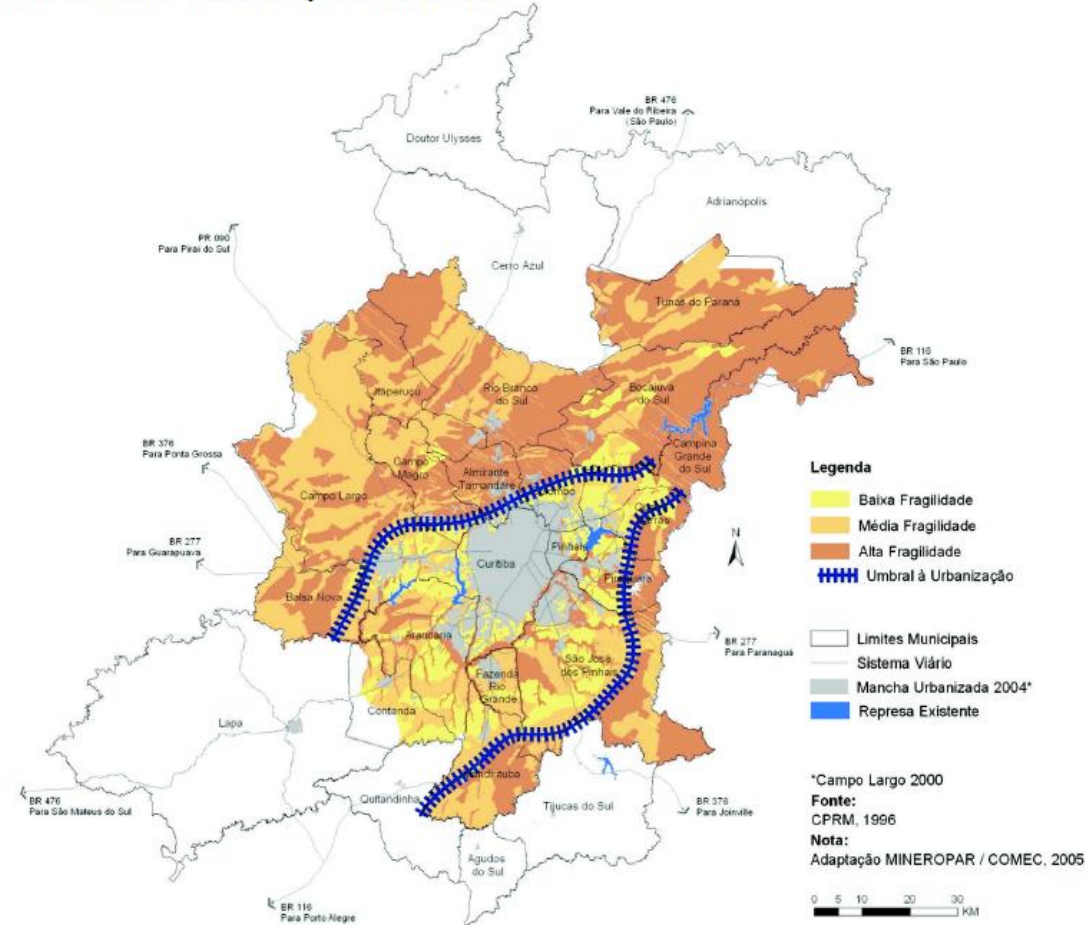 Doutor Ulysses
BR 476
Para Vale do Ribeira
(São Paulo)
Adrianópolis
PR 090
Para Piraí do Sul
Cerro Azul
Tunas do Paraná
BR 116
Para São Paulo
Itaperuçu
Rio Branco
do Sul
Bocaiuva
do Sul
BR 376
Para Ponta Grossa
Campo
Magro
Almirante
Tamandaré
Campina
Grande
do Sul
Campo Largo
BR 277
Para Guarapuava
Curitiba
Pinhais
Piraquara
Balsa Nova
Araucária
BR 277
Para Paranaguá
São José
dos Pinhais
Fazenda
Rio
Grande
Contenda
Lapa
Quitandinha
Mandirauba
Tijucas do Sul
BR 476
Para São Mateus do Sul
BR 376
Para Joinville
Agudos
do Sul
BR 116
Para Porto Alegre
Legenda
Baixa Fragilidade
Média Fragilidade
Alta Fragilidade
Umbral à Urbanização
N
Limites Municipais
Sistema Viário
Mancha Urbanizada 2004*
Represa Existente
*Campo Largo 2000
Fonte:
CPRM, 1996
Nota:
Adaptação MINEROPAR / COMEC, 2005
0 5 10 20 30
KM